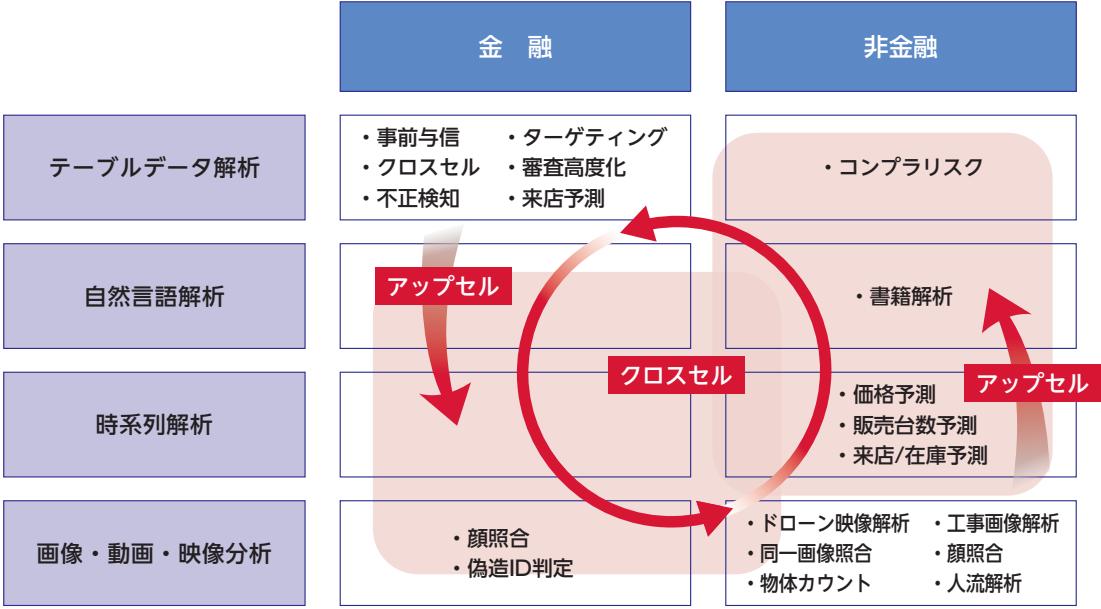 金　融
非金融
テーブルデータ解析
・事前与信
・ターゲティング
・クロスセル
・審査高度化
・不正検知
・来店予測
・コンプラリスク
自然言語解析
アップセル
・書籍解析
クロスセル
アップセル
時系列解析
・価格予測
・販売台数予測
・来店/在庫予測
画像・動画・映像分析
・顔照合
・偽造ID判定
・ドローン映像解析
・工事画像解析
・同一画像照合
・顔照合
・物体カウント
・人流解析